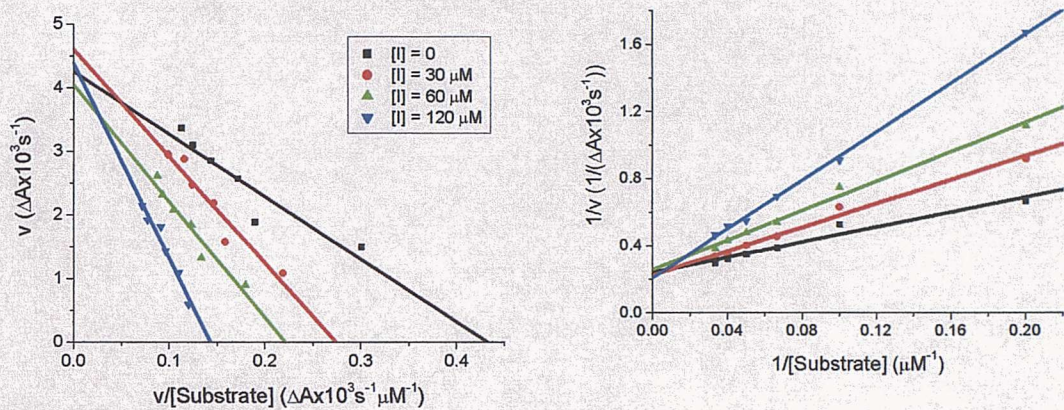 v (ΔAx10³s⁻¹)
5
4
3
2
1
0
0.0
0.1
0.2
0.3
0.4
v/[Substrate] (ΔAx10³s⁻¹μM⁻¹)
[I] = 0
[I] = 30 μM
[I] = 60 μM
[I] = 120 μM
1/v (1/(ΔAx10³s⁻¹))
1.6
1.2
0.8
0.4
0.0
0.00
0.04
0.08
0.12
0.16
0.20
1/[Substrate] (μM⁻¹)